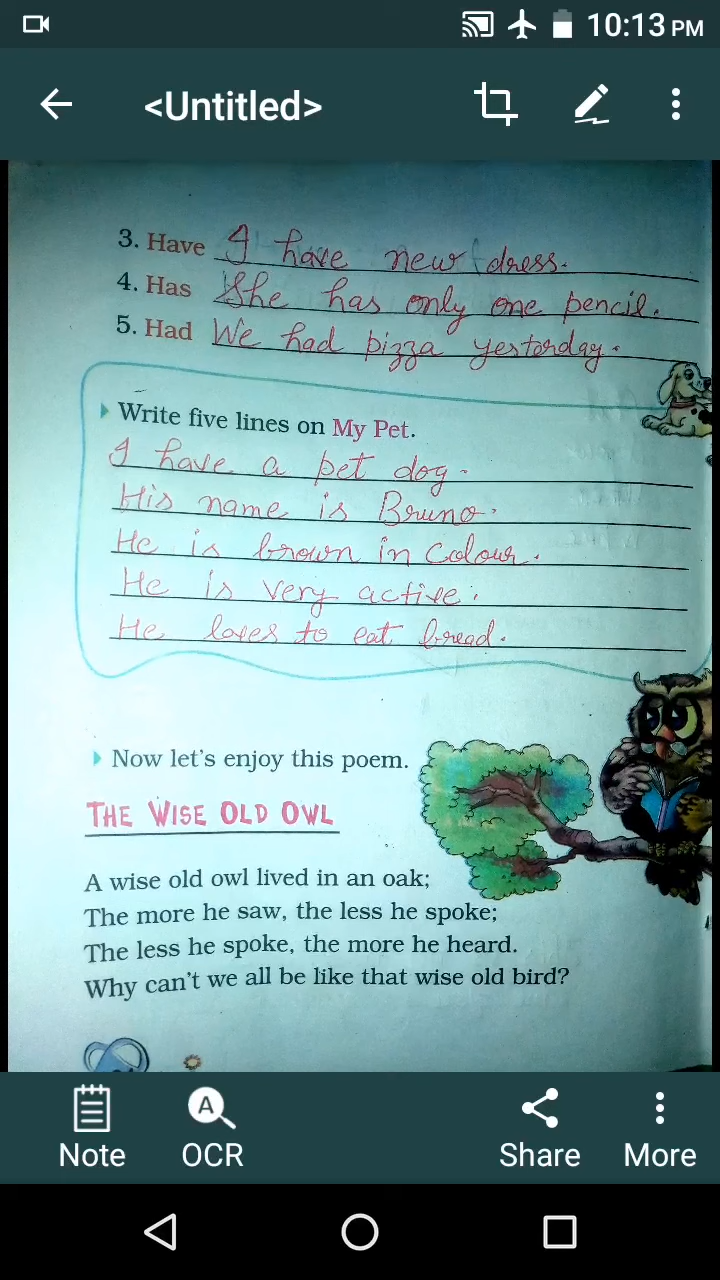 10:13 PM
<Untitled>
3. Have I have new dress.
4. Has She has only one pencil.
5. Had We had pizza yestorday.
Write five lines on My Pet.
I have a pet dog.
His name is Bruno.
He is brown in Colour.
He is very active.
He loves to eat bread.
Now let's enjoy this poem.
THE WISE OLD OWL
A wise old owl lived in an oak;
The more he saw, the less he spoke;
The less he spoke, the more he heard.
Why can't we all be like that wise old bird?
A
Note OCR Share More